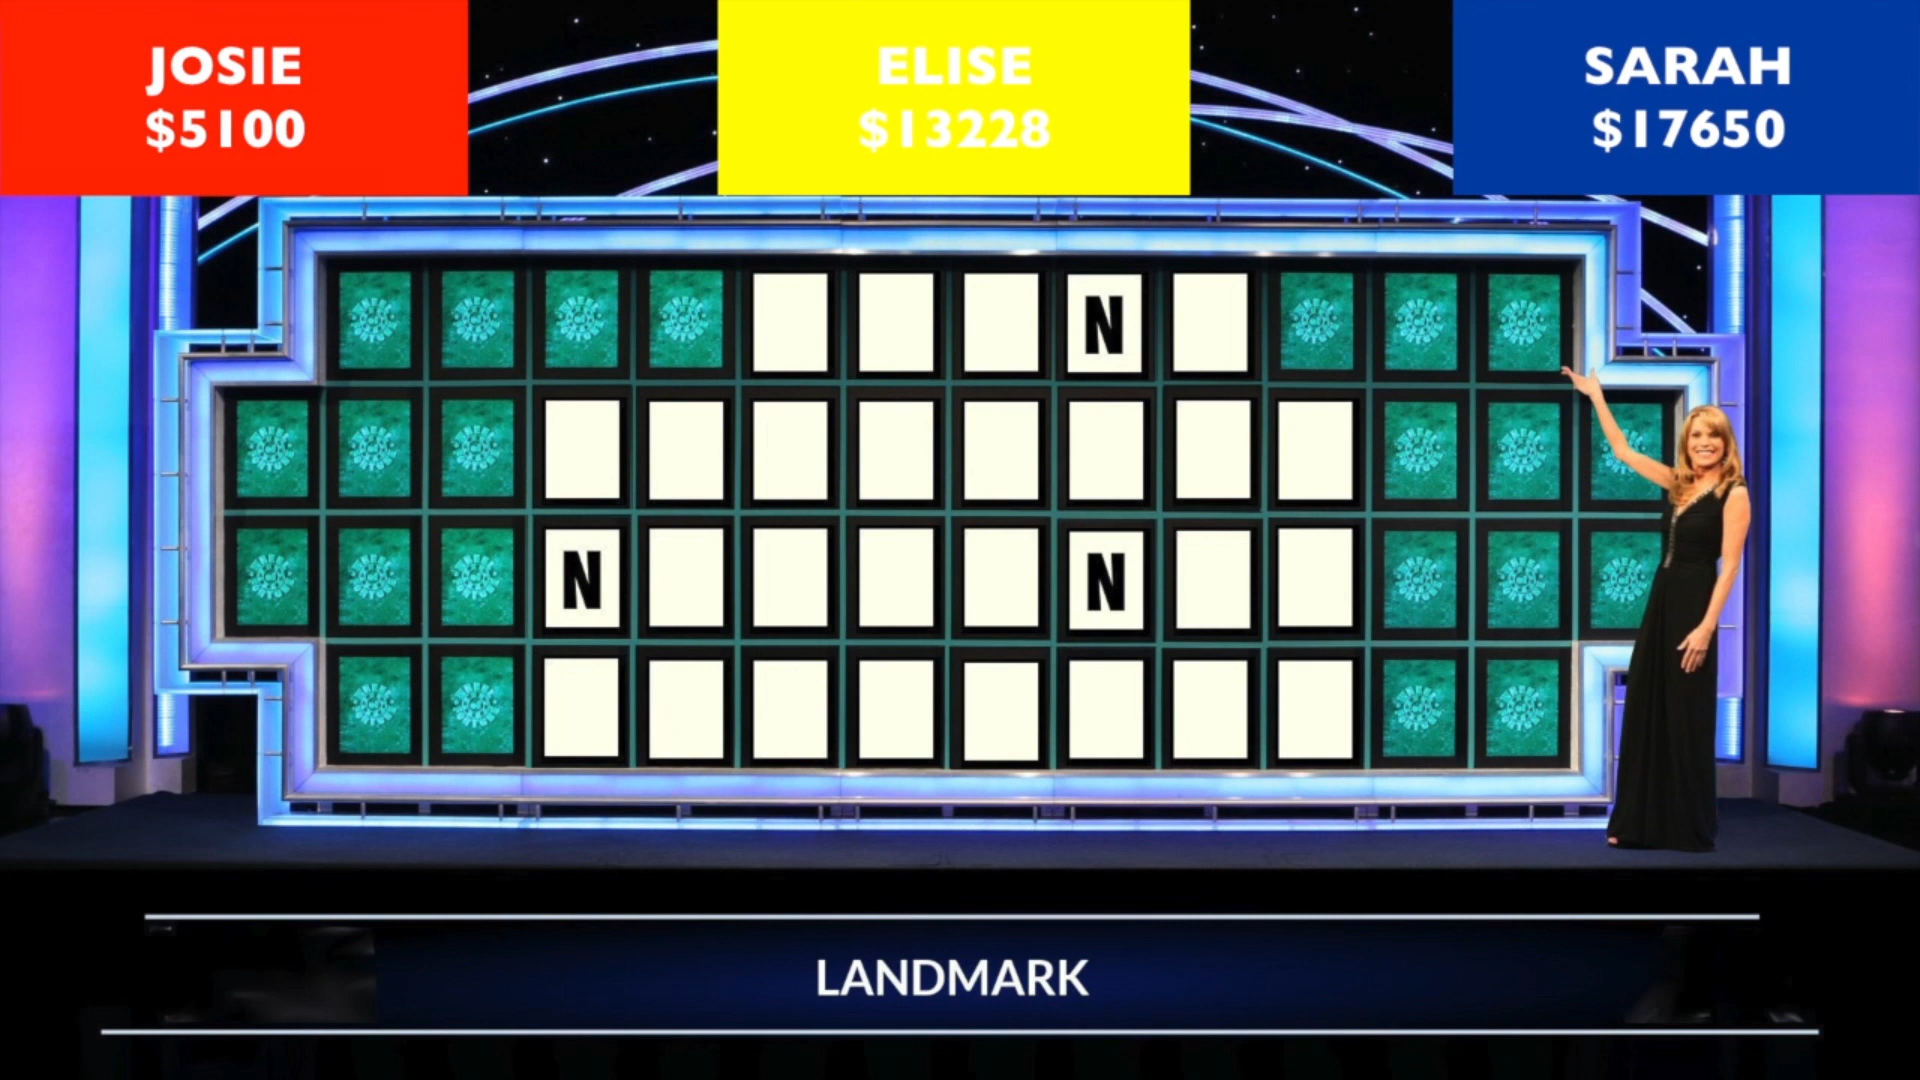 JOSIE
$5100
ELISE
$13228
SARAH
$17650
N
N N
LANDMARK